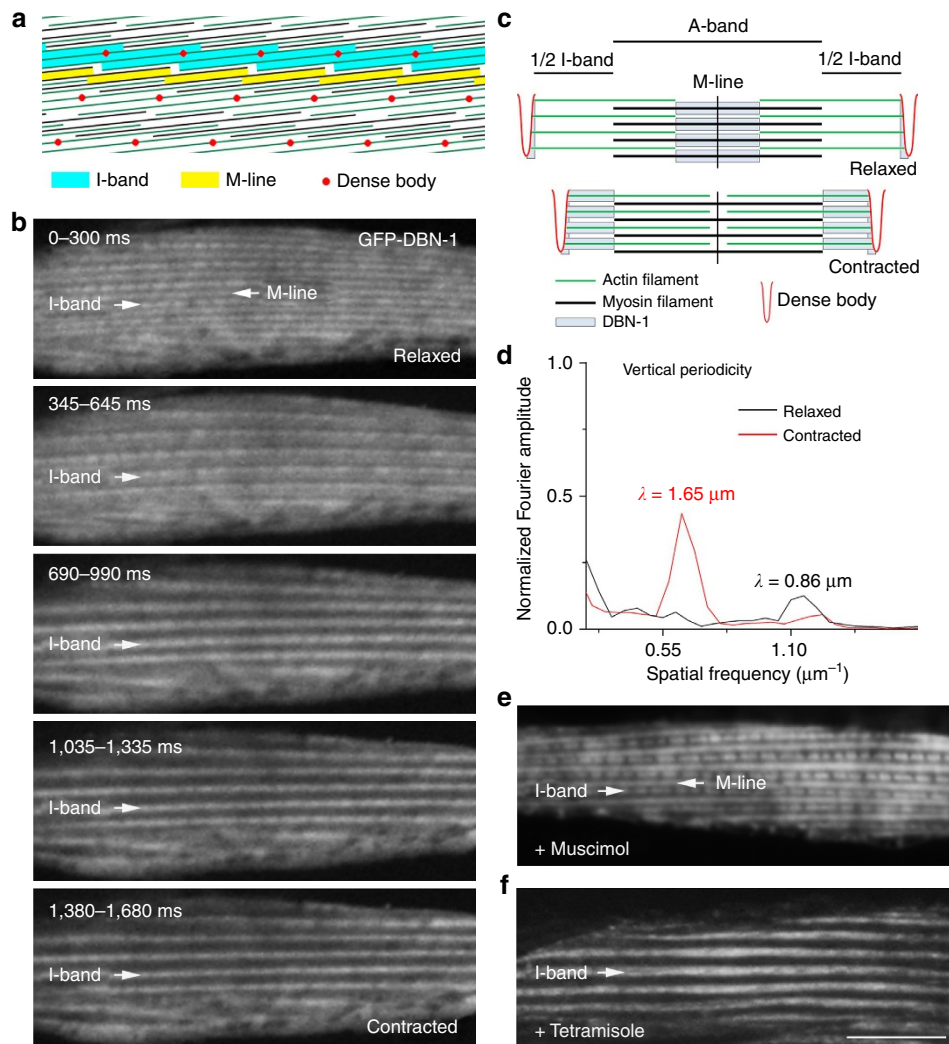 a
I-band
M-line
Dense body
b
0–300 ms
GFP-DBN-1
I-band
M-line
Relaxed
345–645 ms
I-band
690–990 ms
I-band
1,035–1,335 ms
I-band
1,380–1,680 ms
I-band
Contracted
c
A-band
1/2 I-band
1/2 I-band
M-line
Relaxed
Contracted
Actin filament
Myosin filament
DBN-1
Dense body
d
1.0
Vertical periodicity
Relaxed
Contracted
Normalized Fourier amplitude
0.5
λ = 1.65 μm
λ = 0.86 μm
0.0
0.55
1.10
Spatial frequency (μm⁻¹)
e
I-band
M-line
+ Muscimol
f
I-band
+ Tetramisole